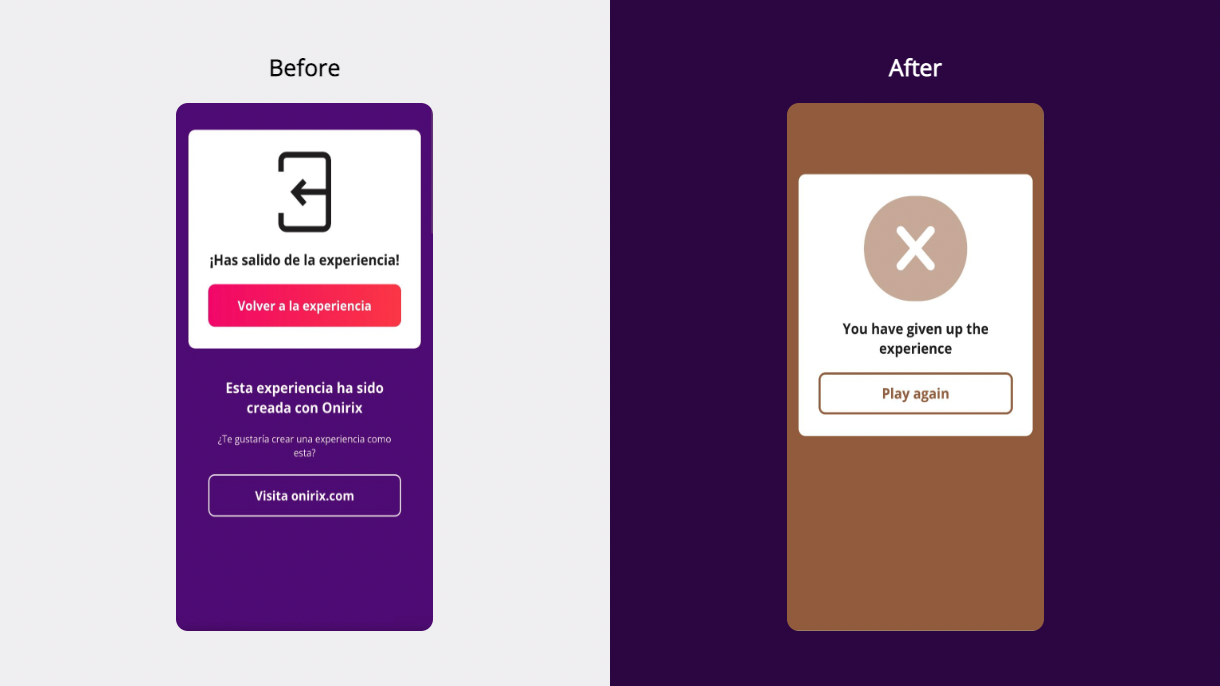 Before
¡Has salido de la experiencia!
Volver a la experiencia
Esta experiencia ha sido
creada con Onirix
¿Te gustaría crear una experiencia como
esta?
Visita onirix.com
After
You have given up the
experience
Play again